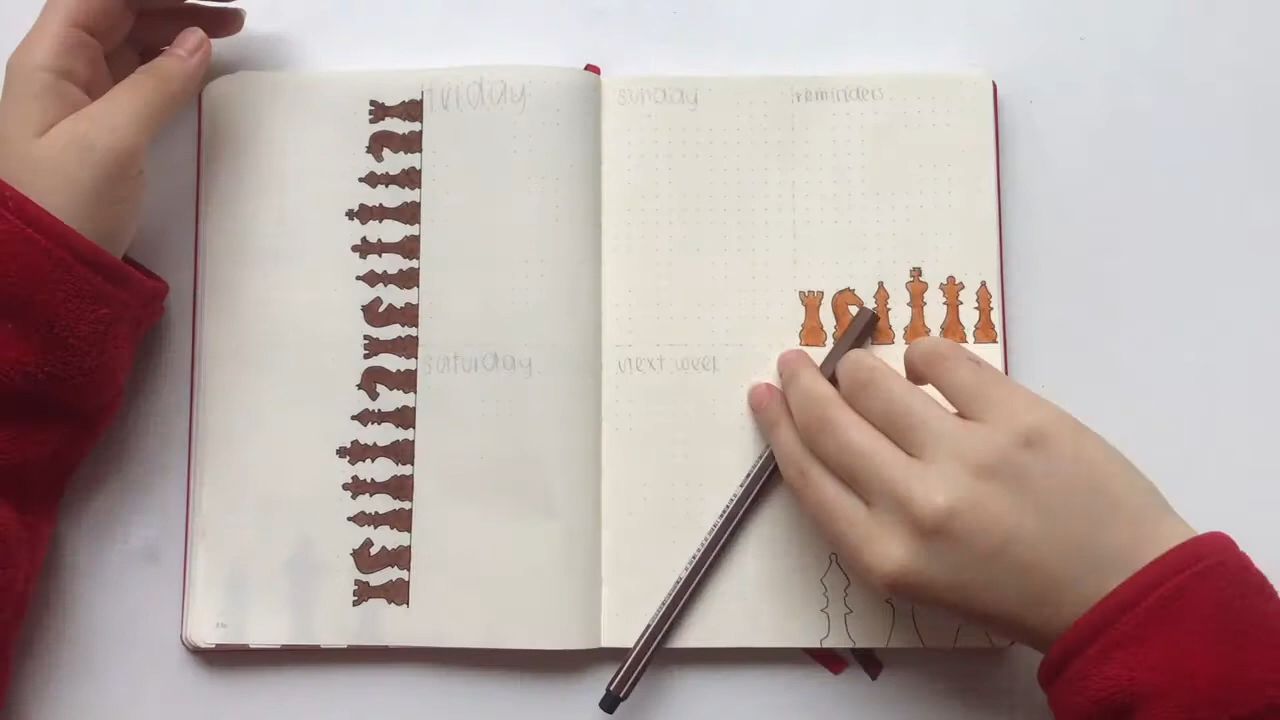 friday
saturday
sunday
reminders
next week